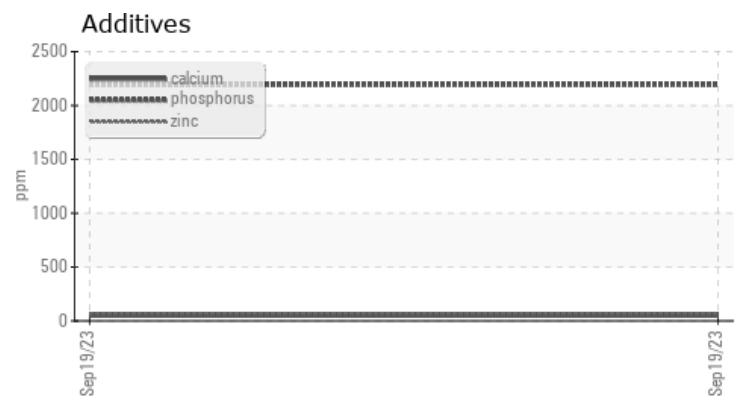 Additives
2500
2000
1500
1000
500
0
ppm
calcium
phosphorus
zinc
Sep19/23
Sep19/23